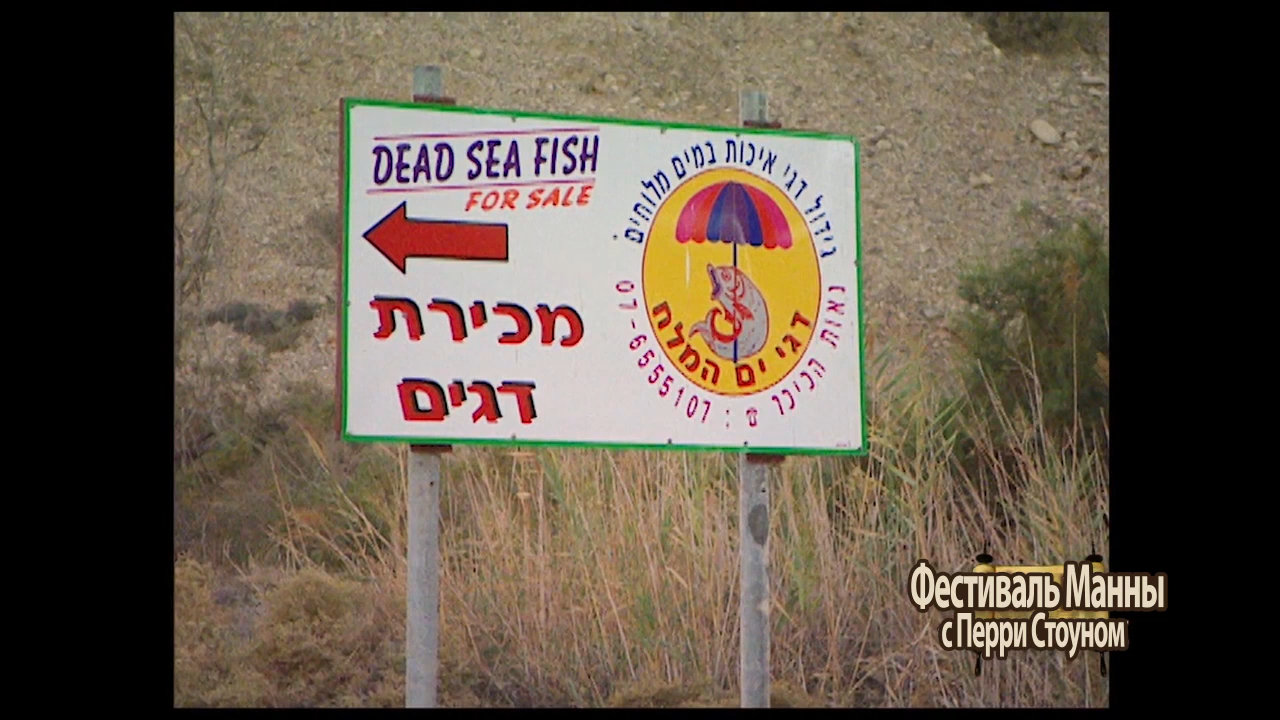 DEAD SEA FISH
FOR SALE
מכירת
דגים
גידול דגי איכות במים מלוחים
דגי ים המלח
נאות הכיכר
07-6555107 : ☎
Фестиваль Манны
с Перри Стоуном